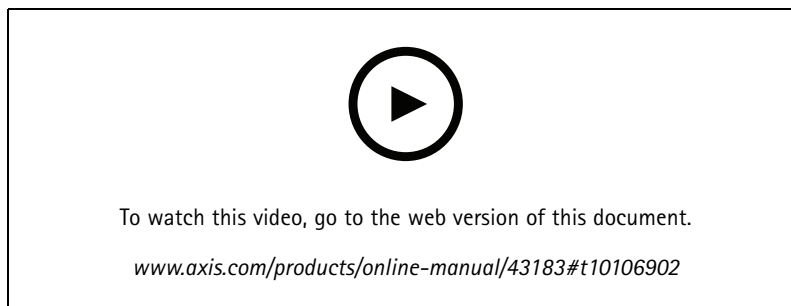 To watch this video, go to the web version of this document.
www.axis.com/products/online-manual/43183#t10106902